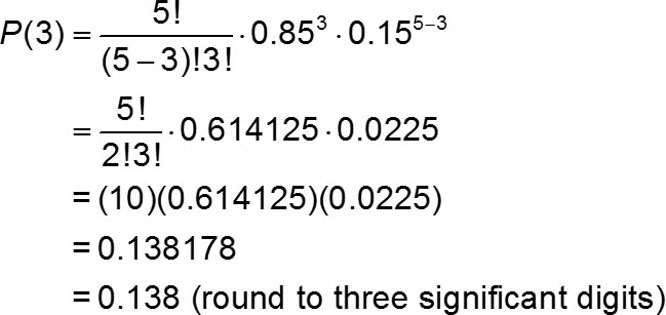 P(3) = 5!/((5 – 3)!3!) · 0.85³ · 0.15⁵⁻³
= 5!/(2!3!) · 0.614125 · 0.0225
= (10)(0.614125)(0.0225)
= 0.138178
= 0.138 (round to three significant digits)